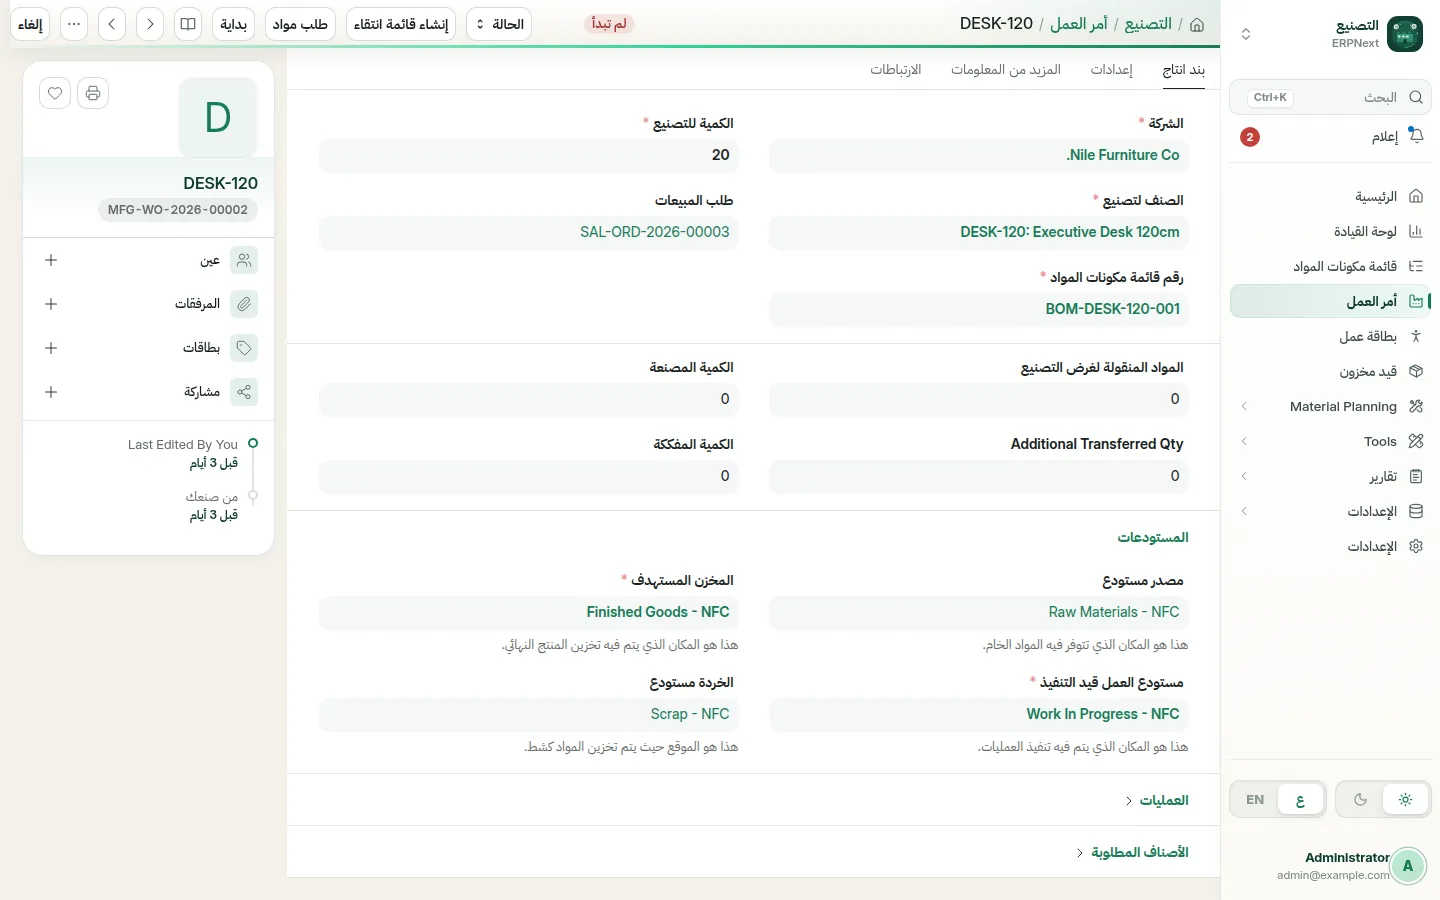 التصنيع
ERPNext
البحث
Ctrl+K
إعلام
2
الرئيسية
لوحة القيادة
قائمة مكونات المواد
أمر العمل
بطاقة عمل
قيد مخزون
Material Planning
Tools
تقارير
الإعدادات
الإعدادات
ع
EN
A
Administrator
admin@example.com
التصنيع / أمر العمل / DESK-120
لم تبدأ
الحالة
إنشاء قائمة انتقاء
طلب مواد
بداية
إلغاء
بند انتاج
إعدادات
المزيد من المعلومات
الارتباطات
الشركة *
Nile Furniture Co.
الكمية للتصنيع *
20
الصنف لتصنيع *
DESK-120: Executive Desk 120cm
طلب المبيعات
SAL-ORD-2026-00003
رقم قائمة مكونات المواد *
BOM-DESK-120-001
المواد المنقولة لغرض التصنيع
0
الكمية المصنعة
0
Additional Transferred Qty
0
الكمية المفككة
0
المستودعات
مصدر مستودع
Raw Materials - NFC
هذا هو المكان الذي تتوفر فيه المواد الخام.
المخزن المستهدف *
Finished Goods - NFC
هذا هو المكان الذي يتم فيه تخزين المنتج النهائي.
مستودع العمل قيد التنفيذ *
Work In Progress - NFC
هذا هو المكان الذي يتم فيه تنفيذ العمليات.
الخردة مستودع
Scrap - NFC
هذا هو الموقع حيث يتم تخزين المواد كشط.
العمليات
الأصناف المطلوبة
D
DESK-120
MFG-WO-2026-00002
عين
المرفقات
بطاقات
مشاركة
Last Edited By You
قبل 3 أيام
من صنعك
قبل 3 أيام